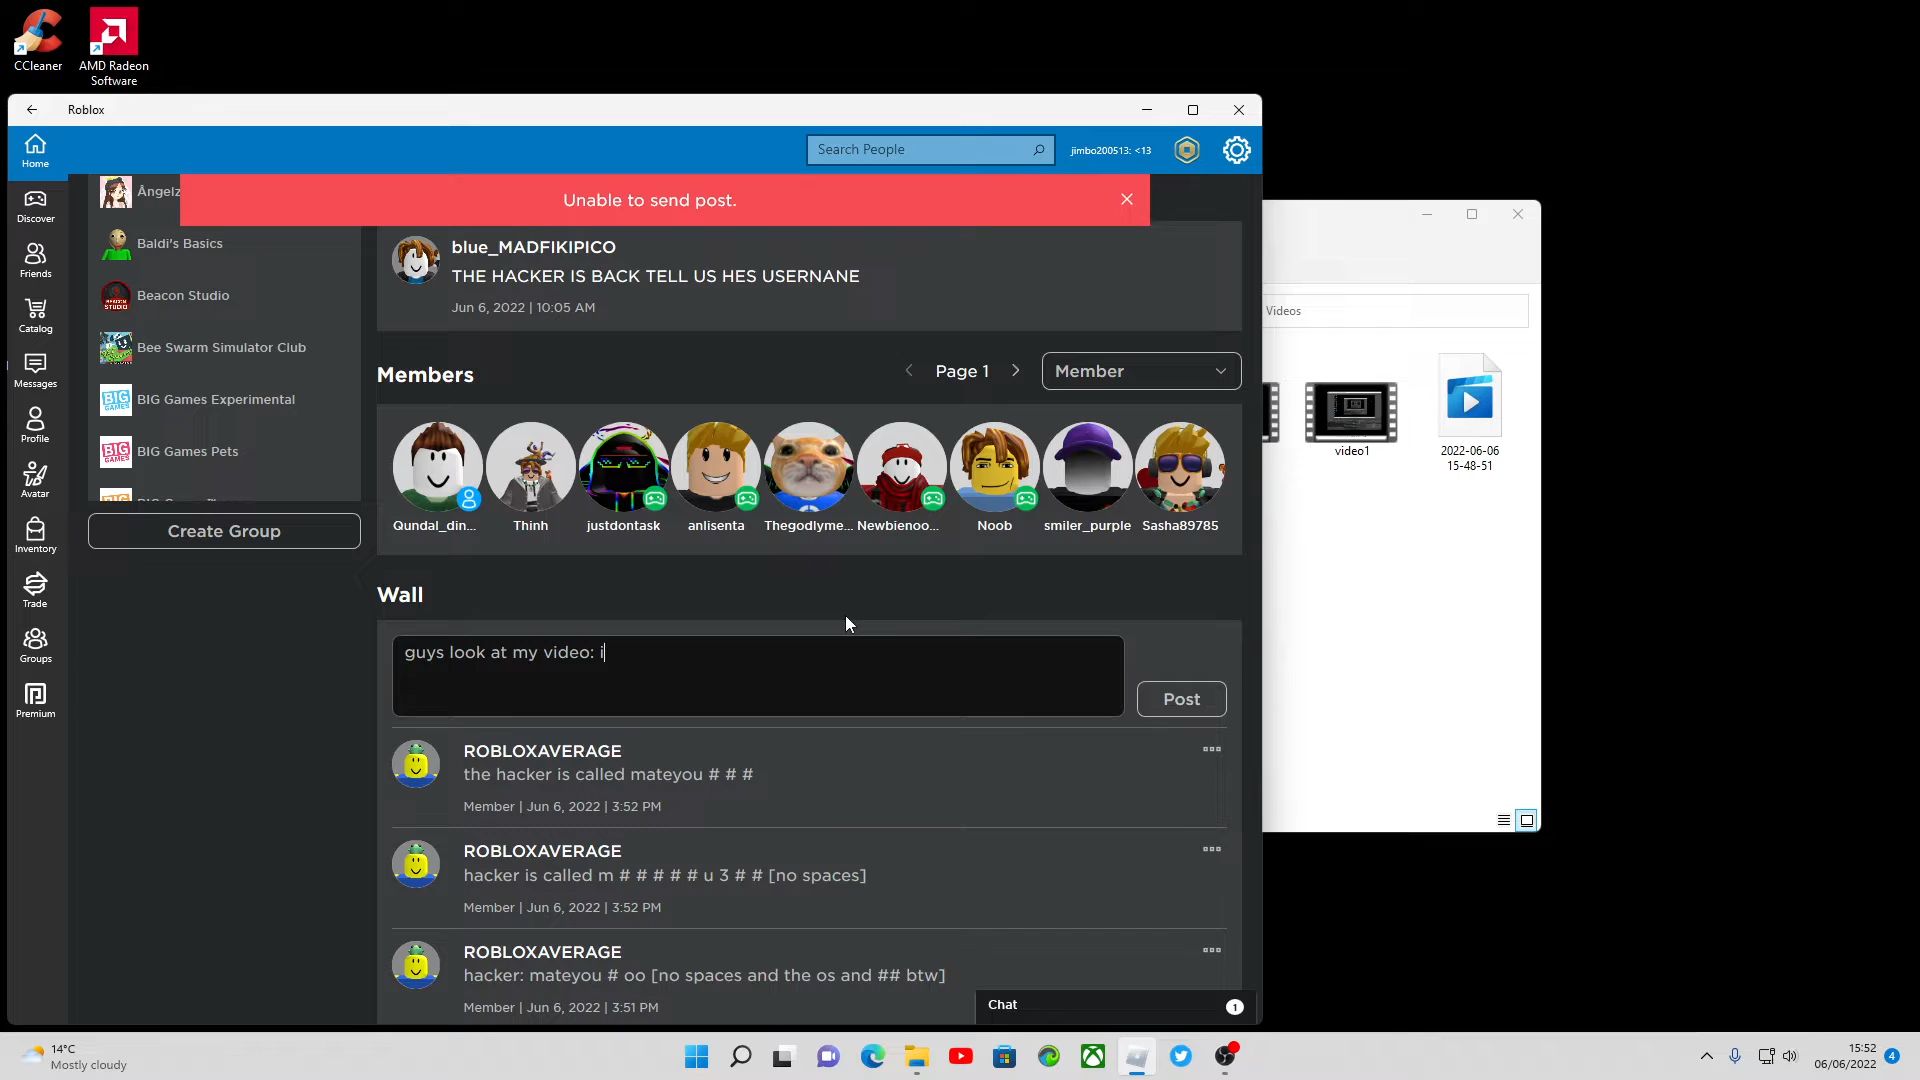 CCleaner
AMD Radeon
Software
Roblox
Home
Search People
jimbo200513: <13
Unable to send post.
Discover
Friends
Catalog
Messages
Profile
Avatar
Inventory
Trade
Groups
Premium
Ângelz
Baldi's Basics
Beacon Studio
Bee Swarm Simulator Club
BIG Games Experimental
BIG Games Pets
Create Group
blue_MADFIKIPICO
THE HACKER IS BACK TELL US HES USERNANE
Jun 6, 2022 | 10:05 AM
Members
Page 1
Member
Qundal_din...
Thinh
justdontask
anlisenta
Thegodlyme...
Newbienoo...
Noob
smiler_purple
Sasha89785
Wall
guys look at my video: i
Post
ROBLOXAVERAGE
the hacker is called mateyou # # #
Member | Jun 6, 2022 | 3:52 PM
ROBLOXAVERAGE
hacker is called m # # # # # u 3 # # [no spaces]
Member | Jun 6, 2022 | 3:52 PM
ROBLOXAVERAGE
hacker: mateyou # oo [no spaces and the os and ## btw]
Member | Jun 6, 2022 | 3:51 PM
Chat
1
Videos
video1
2022-06-06
15-48-51
14°C
Mostly cloudy
15:52
06/06/2022
4